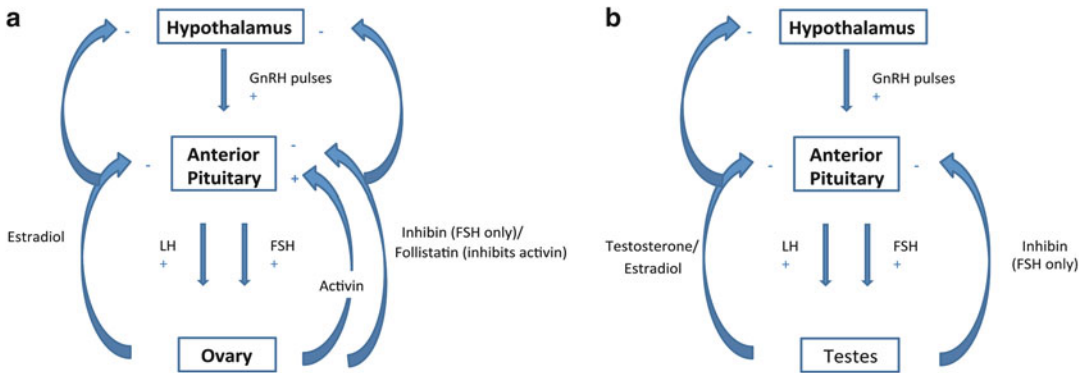 a
- Hypothalamus -
GnRH pulses
+
- Anterior Pituitary - +
Estradiol
LH
+
FSH
+
Inhibin (FSH only)/
Follistatin (inhibits activin)
Activin
Ovary
b
- Hypothalamus
GnRH pulses
+
- Anterior Pituitary -
Testosterone/
Estradiol
LH
+
FSH
+
Inhibin
(FSH only)
Testes